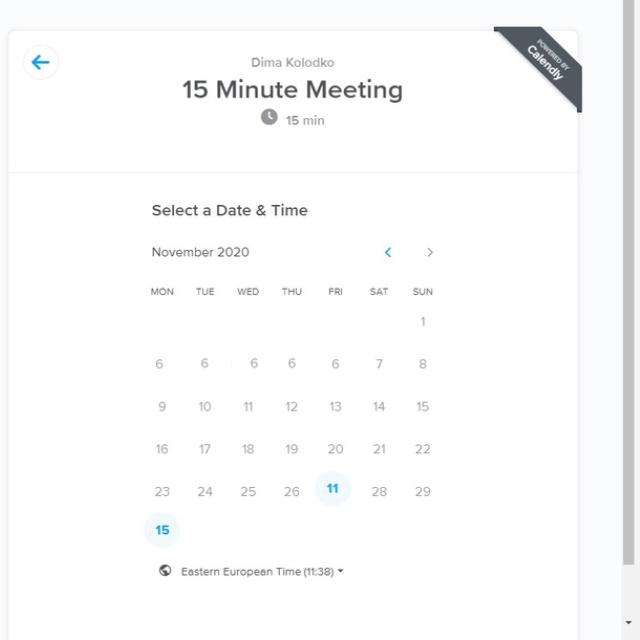 POWERED BY
Calendly
Dima Kolodko
15 Minute Meeting
15 min
Select a Date & Time
November 2020
MON TUE WED THU FRI SAT SUN
1
6 6 6 6 6 7 8
9 10 11 12 13 14 15
16 17 18 19 20 21 22
23 24 25 26 11 28 29
15
Eastern European Time (11:38)